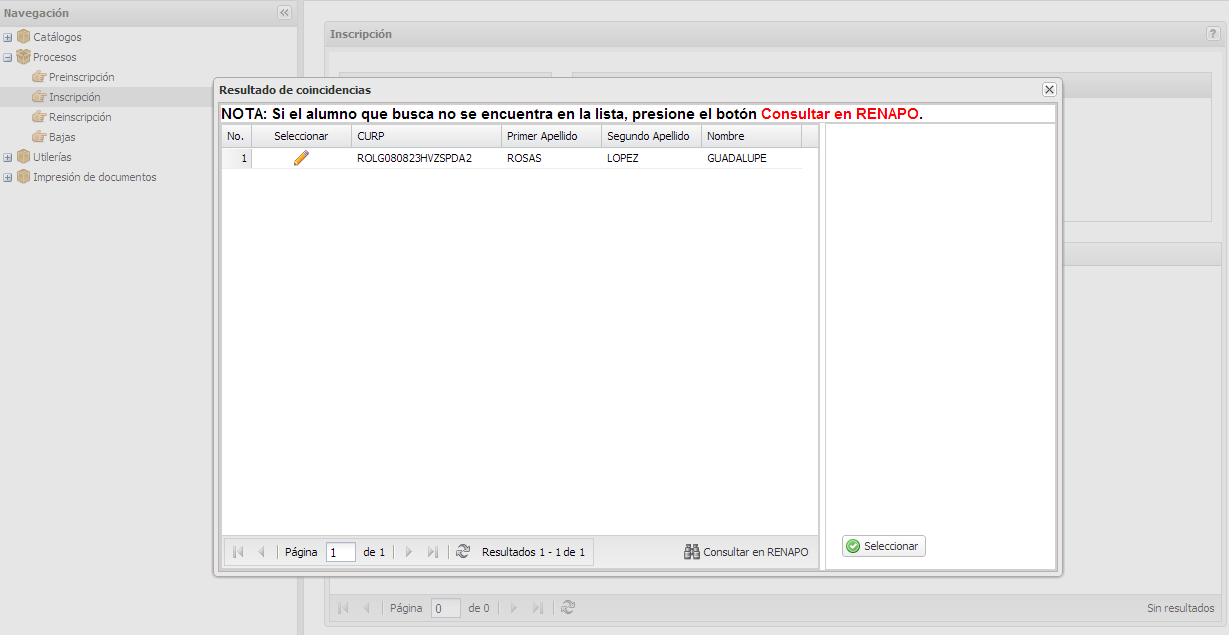 Navegación
Catálogos
Procesos
Preinscripción
Inscripción
Reinscripción
Bajas
Utilerías
Impresión de documentos
Inscripción
?
Resultado de coincidencias
NOTA: Si el alumno que busca no se encuentra en la lista, presione el botón Consultar en RENAPO.
No. Seleccionar CURP Primer Apellido Segundo Apellido Nombre
1 ROLG080823HVZSPDA2 ROSAS LOPEZ GUADALUPE
Página 1 de 1 Resultados 1 - 1 de 1 Consultar en RENAPO
Seleccionar
Página 0 de 0 Sin resultados